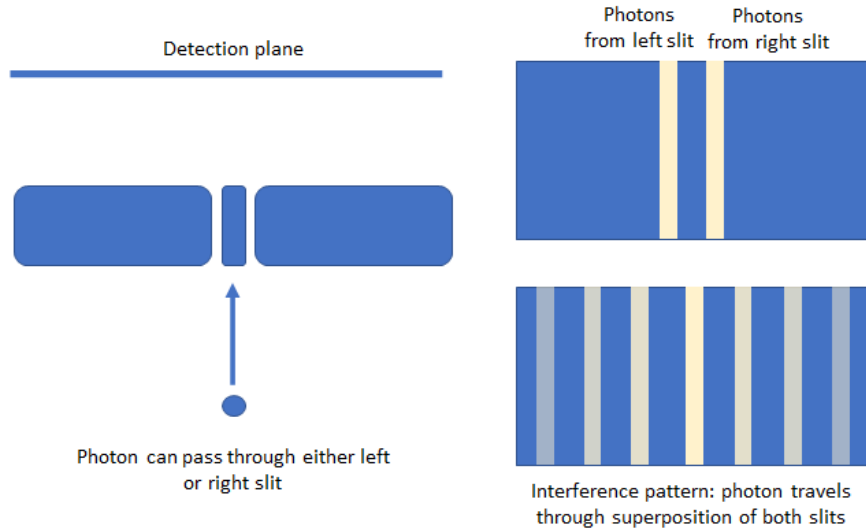 Detection plane
Photon can pass through either left
or right slit
Photons
from left slit
Photons
from right slit
Interference pattern: photon travels
through superposition of both slits